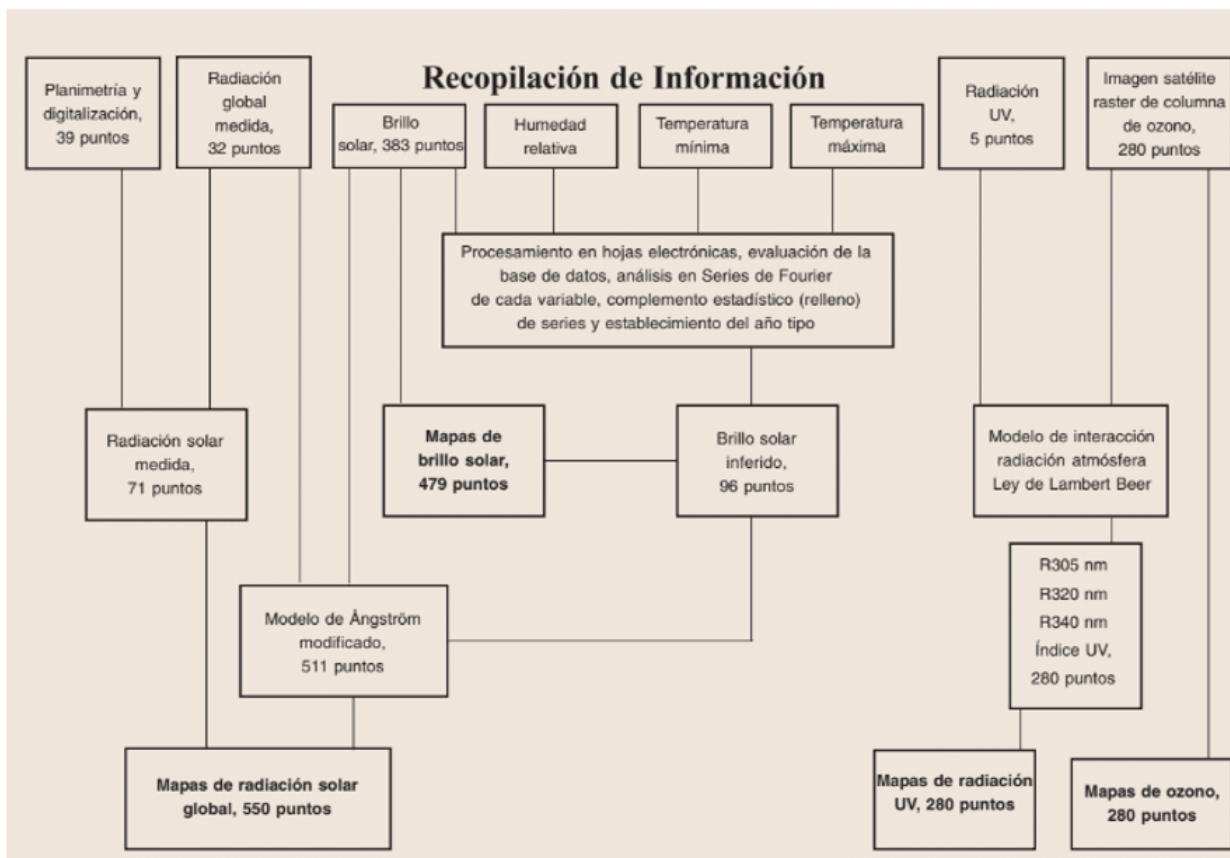 Recopilación de Información
Planimetría y
digitalización,
39 puntos
Radiación
global
medida,
32 puntos
Brillo
solar, 383 puntos
Humedad
relativa
Temperatura
mínima
Temperatura
máxima
Radiación
UV,
5 puntos
Imagen satélite
raster de columna
de ozono,
280 puntos
Procesamiento en hojas electrónicas, evaluación de la
base de datos, análisis en Series de Fourier
de cada variable, complemento estadístico (relleno)
de series y establecimiento del año tipo
Radiación solar
medida,
71 puntos
Mapas de
brillo solar,
479 puntos
Brillo solar
inferido,
96 puntos
Modelo de interacción
radiación atmósfera
Ley de Lambert Beer
R305 nm
R320 nm
R340 nm
Índice UV,
280 puntos
Modelo de Ångström
modificado,
511 puntos
Mapas de radiación solar
global, 550 puntos
Mapas de radiación
UV, 280 puntos
Mapas de ozono,
280 puntos